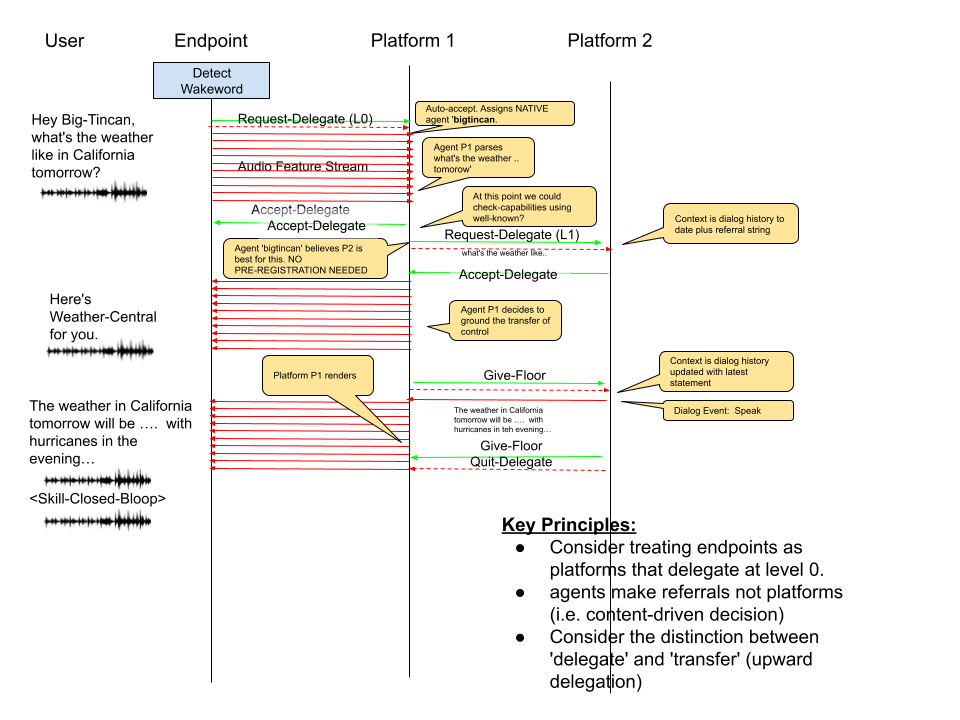 User
Endpoint
Platform 1
Platform 2
Detect
Wakeword
Hey Big-Tincan,
what's the weather
like in California
tomorrow?
Request-Delegate (L0)
Auto-accept. Assigns NATIVE
agent 'bigtincan.
Agent P1 parses
what's the weather ..
tomorow'
Audio Feature Stream
At this point we could
check-capabilities using
well-known?
Accept-Delegate
Accept-Delegate
Request-Delegate (L1)
Context is dialog history to
date plus referral string
Agent 'bigtincan' believes P2 is
best for this. NO
PRE-REGISTRATION NEEDED
what's the weather like..
Accept-Delegate
Here's
Weather-Central
for you.
Agent P1 decides to
ground the transfer of
control
Platform P1 renders
Give-Floor
Context is dialog history
updated with latest
statement
The weather in California
tomorrow will be …. with
hurricanes in the
evening…
The weather in California
tomorrow will be …. with
hurricanes in teh evening…
Dialog Event: Speak
Give-Floor
Quit-Delegate
<Skill-Closed-Bloop>
Key Principles:
● Consider treating endpoints as
platforms that delegate at level 0.
● agents make referrals not platforms
(i.e. content-driven decision)
● Consider the distinction between
'delegate' and 'transfer' (upward
delegation)